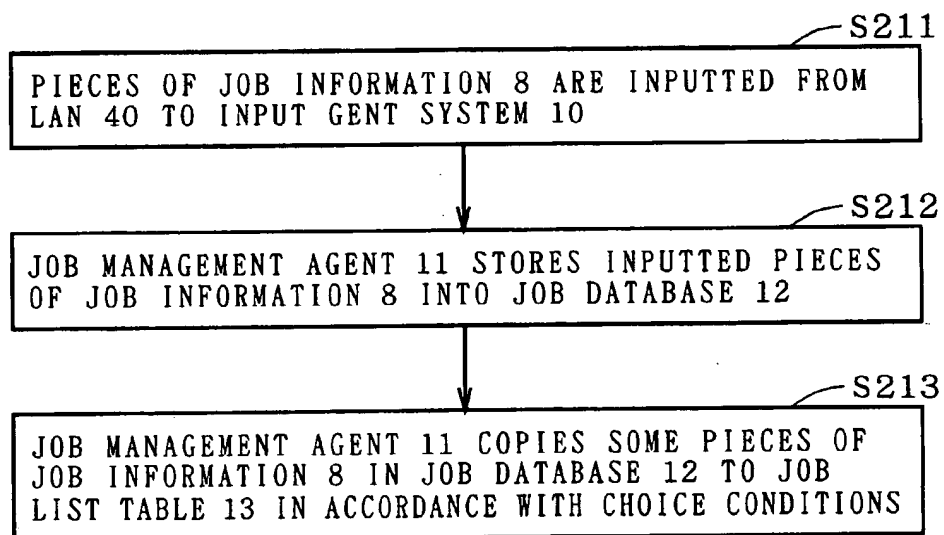 S211
PIECES OF JOB INFORMATION 8 ARE INPUTTED FROM
LAN 40 TO INPUT GENT SYSTEM 10
S212
JOB MANAGEMENT AGENT 11 STORES INPUTTED PIECES
OF JOB INFORMATION 8 INTO JOB DATABASE 12
S213
JOB MANAGEMENT AGENT 11 COPIES SOME PIECES OF
JOB INFORMATION 8 IN JOB DATABASE 12 TO JOB
LIST TABLE 13 IN ACCORDANCE WITH CHOICE CONDITIONS